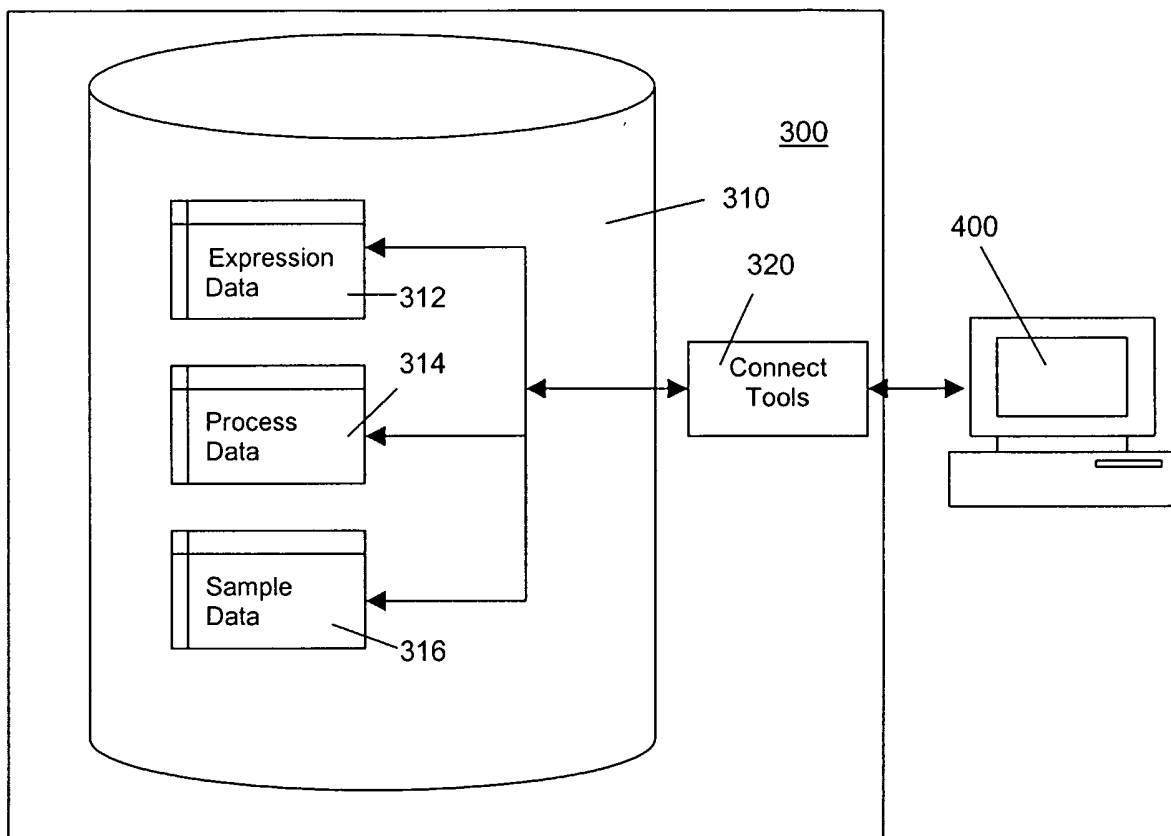 300
310
400
320
Expression
Data
312
314
Connect
Tools
Process
Data
Sample
Data
316